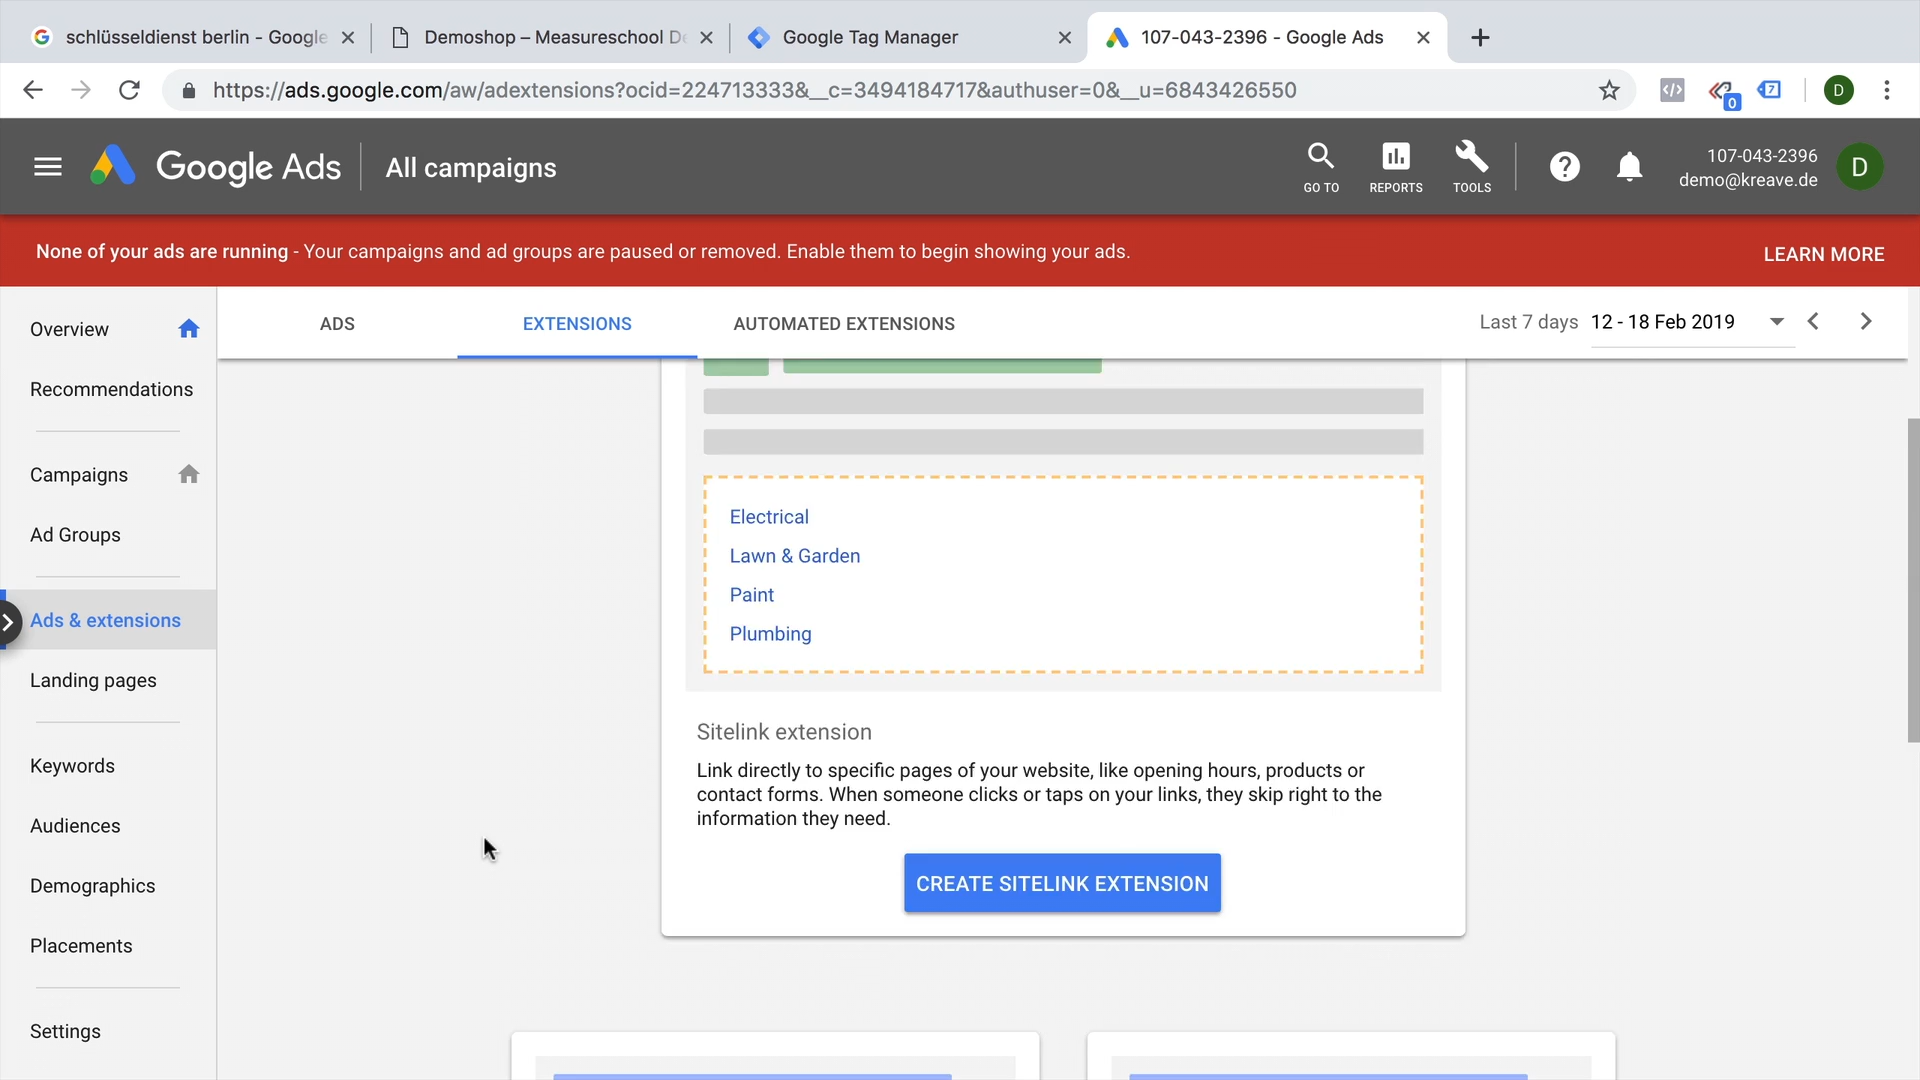 schlüsseldienst berlin - Google
Demoshop – Measureschool De
Google Tag Manager
107-043-2396 - Google Ads
https://ads.google.com/aw/adextensions?ocid=224713333&__c=3494184717&authuser=0&__u=6843426550
0
7
D
Google Ads
All campaigns
GO TO
REPORTS
TOOLS
107-043-2396
demo@kreave.de
D
None of your ads are running - Your campaigns and ad groups are paused or removed. Enable them to begin showing your ads.
LEARN MORE
Overview
Recommendations
Campaigns
Ad Groups
Ads & extensions
Landing pages
Keywords
Audiences
Demographics
Placements
Settings
ADS
EXTENSIONS
AUTOMATED EXTENSIONS
Last 7 days 12 - 18 Feb 2019
Electrical
Lawn & Garden
Paint
Plumbing
Sitelink extension
Link directly to specific pages of your website, like opening hours, products or
contact forms. When someone clicks or taps on your links, they skip right to the
information they need.
CREATE SITELINK EXTENSION